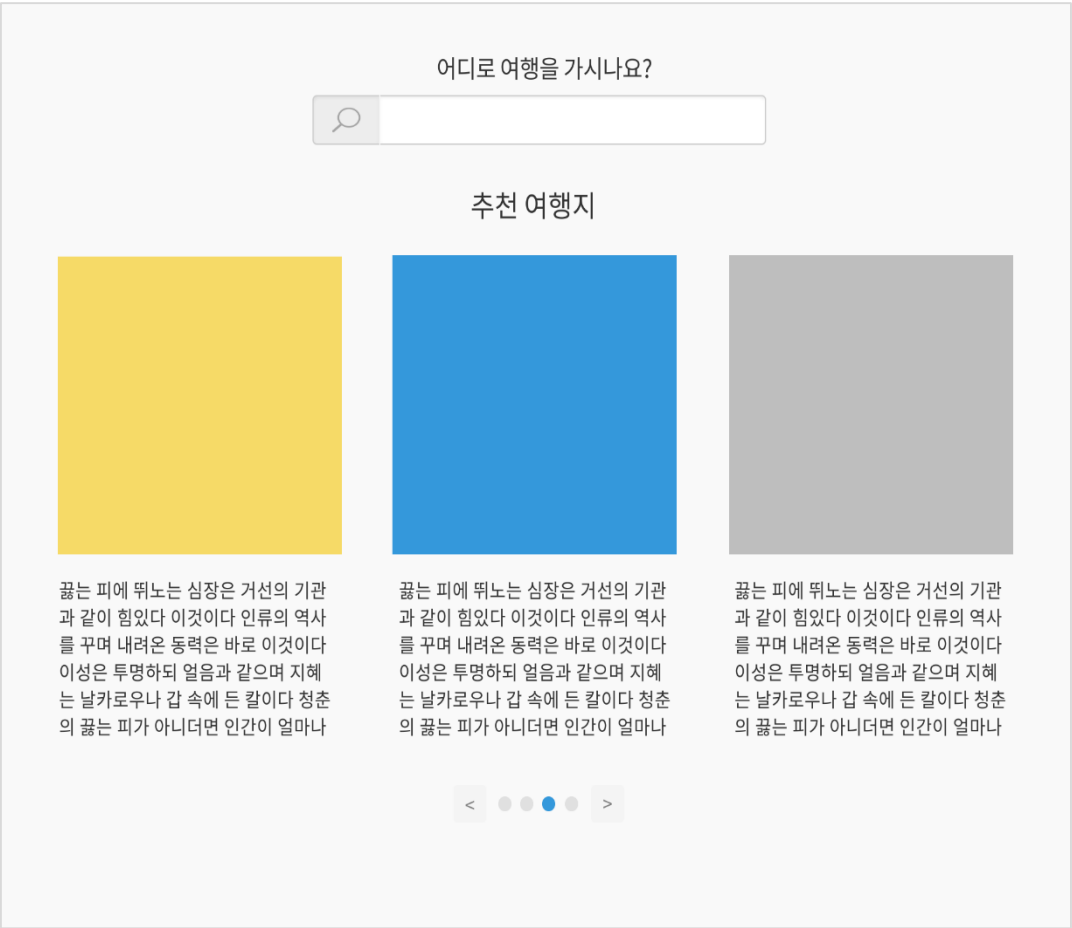 어디로 여행을 가시나요?
추천 여행지
끓는 피에 뛰노는 심장은 거선의 기관
과 같이 힘있다 이것이다 인류의 역사
를 꾸며 내려온 동력은 바로 이것이다
이성은 투명하되 얼음과 같으며 지혜
는 날카로우나 갑 속에 든 칼이다 청춘
의 끓는 피가 아니더면 인간이 얼마나
끓는 피에 뛰노는 심장은 거선의 기관
과 같이 힘있다 이것이다 인류의 역사
를 꾸며 내려온 동력은 바로 이것이다
이성은 투명하되 얼음과 같으며 지혜
는 날카로우나 갑 속에 든 칼이다 청춘
의 끓는 피가 아니더면 인간이 얼마나
끓는 피에 뛰노는 심장은 거선의 기관
과 같이 힘있다 이것이다 인류의 역사
를 꾸며 내려온 동력은 바로 이것이다
이성은 투명하되 얼음과 같으며 지혜
는 날카로우나 갑 속에 든 칼이다 청춘
의 끓는 피가 아니더면 인간이 얼마나
< >